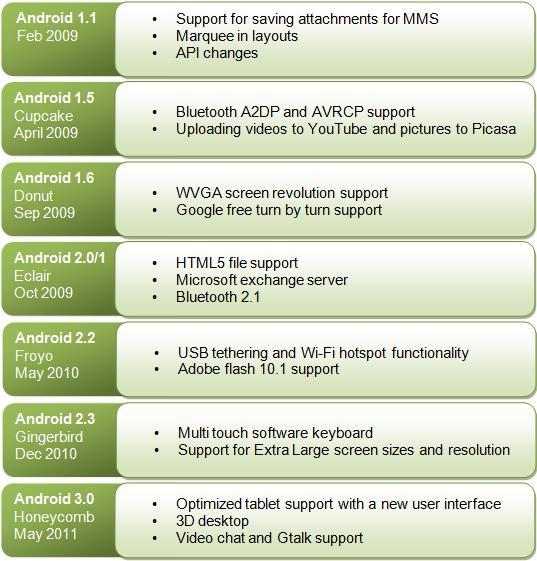 Android 1.1
Feb 2009
• Support for saving attachments for MMS
• Marquee in layouts
• API changes
Android 1.5
Cupcake
April 2009
• Bluetooth A2DP and AVRCP support
• Uploading videos to YouTube and pictures to Picasa
Android 1.6
Donut
Sep 2009
• WVGA screen revolution support
• Google free turn by turn support
Android 2.0/1
Eclair
Oct 2009
• HTML5 file support
• Microsoft exchange server
• Bluetooth 2.1
Android 2.2
Froyo
May 2010
• USB tethering and Wi-Fi hotspot functionality
• Adobe flash 10.1 support
Android 2.3
Gingerbird
Dec 2010
• Multi touch software keyboard
• Support for Extra Large screen sizes and resolution
Android 3.0
Honeycomb
May 2011
• Optimized tablet support with a new user interface
• 3D desktop
• Video chat and Gtalk support